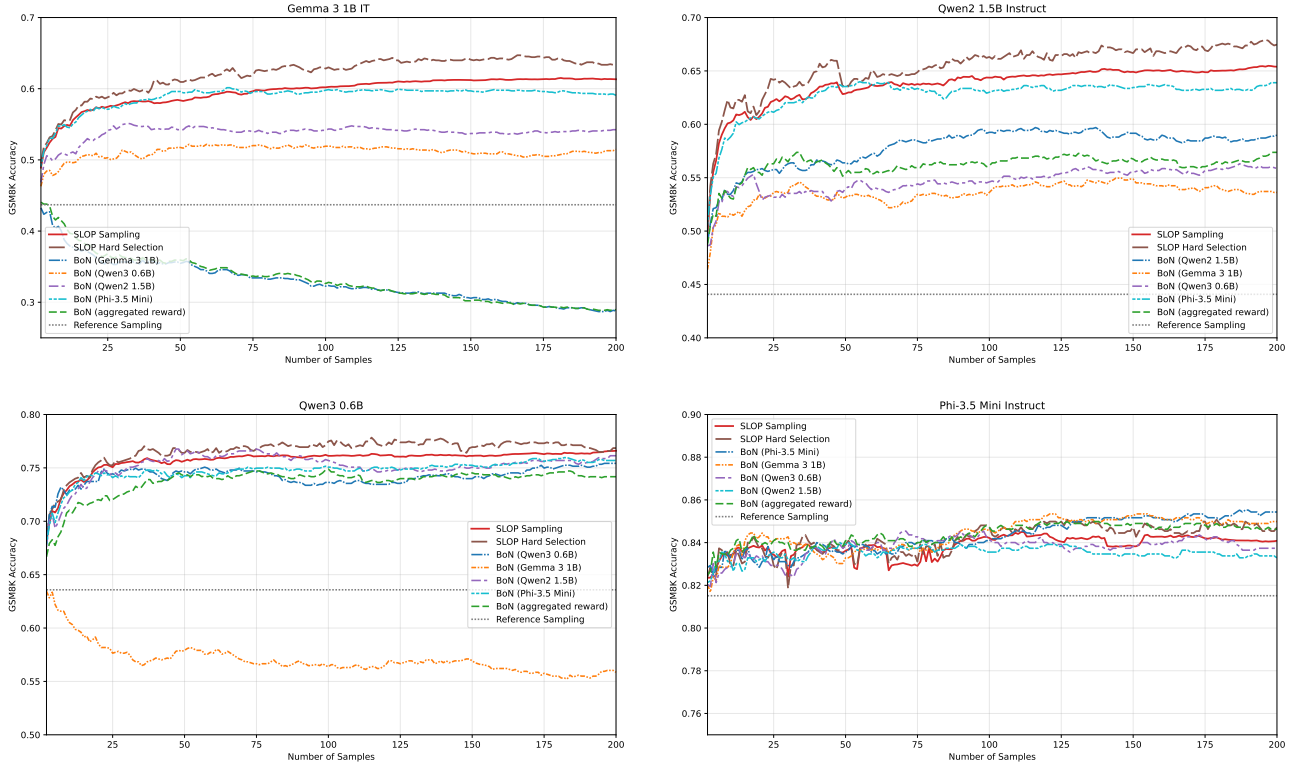 Gemma 3 1B IT
GSM8K Accuracy
0.7
0.6
0.5
0.4
0.3
SLOP Sampling
SLOP Hard Selection
BoN (Gemma 3 1B)
BoN (Qwen3 0.6B)
BoN (Qwen2 1.5B)
BoN (Phi-3.5 Mini)
BoN (aggregated reward)
Reference Sampling
25 50 75 100 125 150 175 200
Number of Samples
Qwen2 1.5B Instruct
GSM8K Accuracy
0.70
0.65
0.60
0.55
0.50
0.45
0.40
SLOP Sampling
SLOP Hard Selection
BoN (Qwen2 1.5B)
BoN (Gemma 3 1B)
BoN (Qwen3 0.6B)
BoN (Phi-3.5 Mini)
BoN (aggregated reward)
Reference Sampling
25 50 75 100 125 150 175 200
Number of Samples
Qwen3 0.6B
GSM8K Accuracy
0.80
0.75
0.70
0.65
0.60
0.55
0.50
SLOP Sampling
SLOP Hard Selection
BoN (Qwen3 0.6B)
BoN (Gemma 3 1B)
BoN (Qwen2 1.5B)
BoN (Phi-3.5 Mini)
BoN (aggregated reward)
Reference Sampling
25 50 75 100 125 150 175 200
Number of Samples
Phi-3.5 Mini Instruct
GSM8K Accuracy
0.90
0.88
0.86
0.84
0.82
0.80
0.78
0.76
SLOP Sampling
SLOP Hard Selection
BoN (Phi-3.5 Mini)
BoN (Gemma 3 1B)
BoN (Qwen3 0.6B)
BoN (Qwen2 1.5B)
BoN (aggregated reward)
Reference Sampling
25 50 75 100 125 150 175 200
Number of Samples